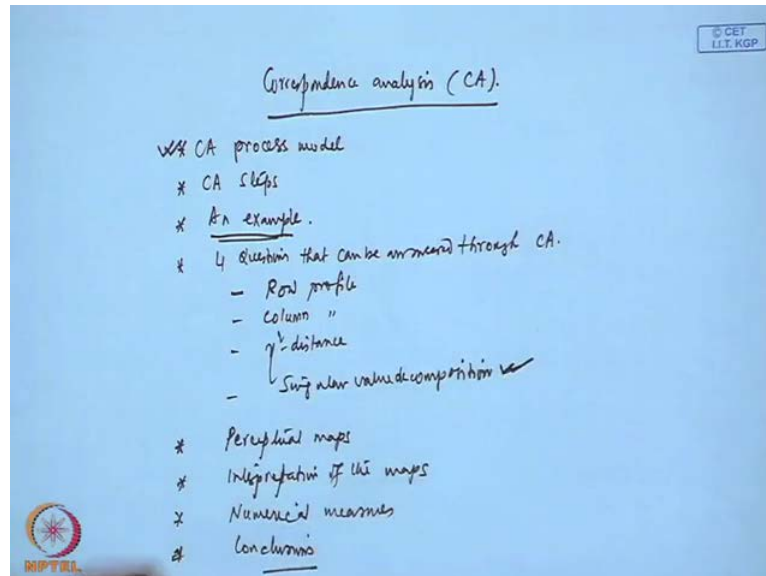 © CET
I.I.T. KGP
Correspondence analysis (CA).
* CA process model
* CA steps
* An example.
* 4 Question that can be answered through CA.
- Row profile
- Column "
- χ²-distance
- Singular value decomposition ✓
* Perceptual maps
* Interpretation of the maps
* Numerical measures
* Conclusions
NPTEL